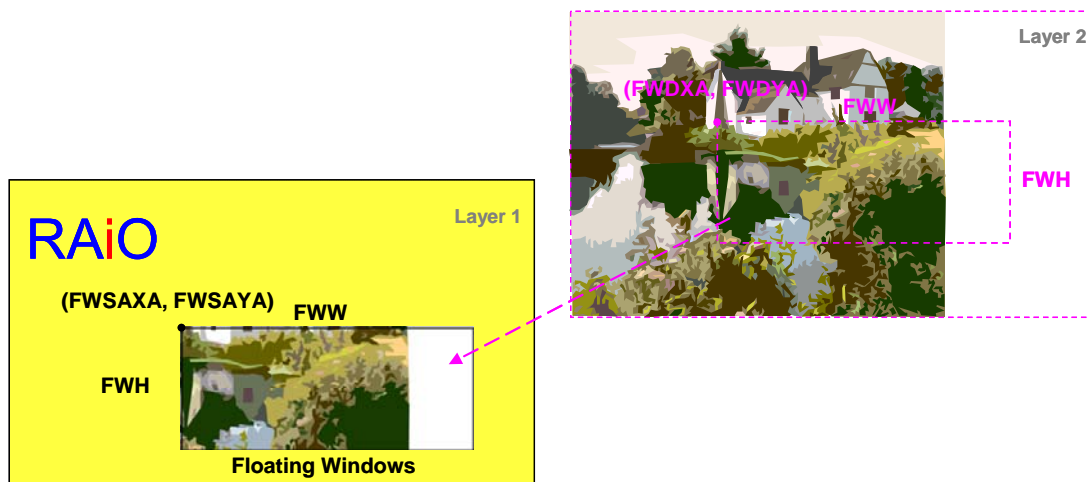 Layer 2
(FWDXA, FWDYA)
FWW
FWH
Layer 1
RAiO
(FWSAXA, FWSAYA)
FWW
FWH
Floating Windows